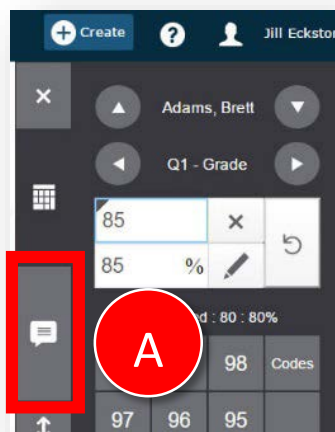 Create ? Jill Eckstor
Adams, Brett
Q1 - Grade
85
85 %
: 80 : 80%
A
98 Codes
97 96 95